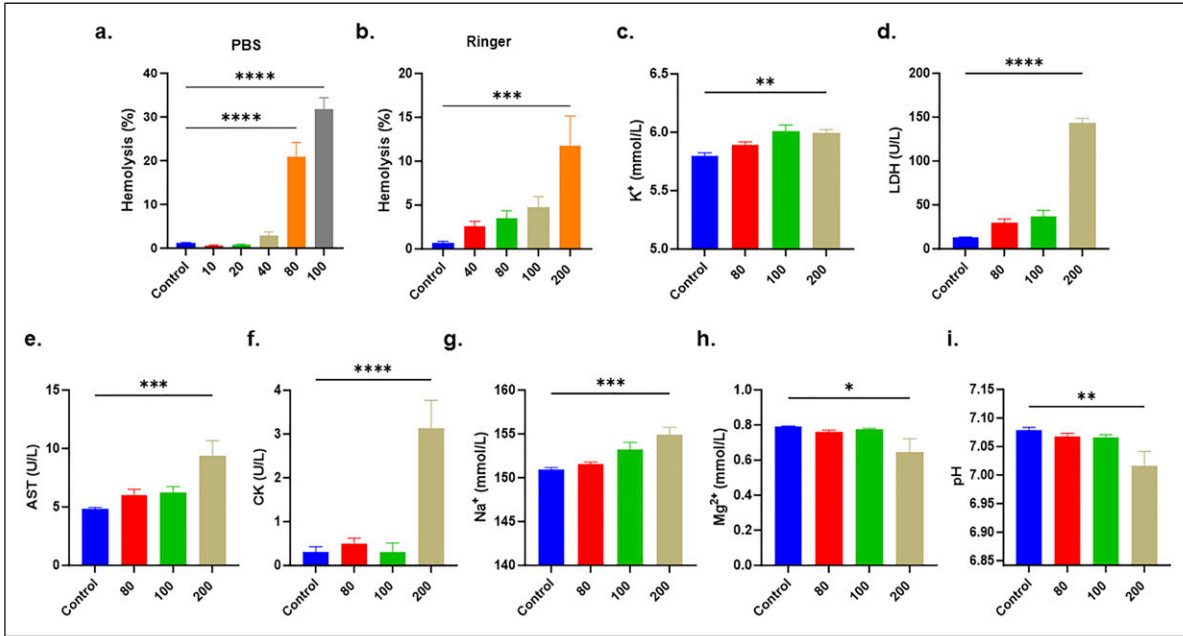 a.
PBS
****
****
Hemolysis (%)
40
30
20
10
0
Control
10
20
40
80
100
b.
Ringer
***
Hemolysis (%)
20
15
10
5
0
Control
40
80
100
200
c.
**
K⁺ (mmol/L)
6.5
6.0
5.5
5.0
Control
80
100
200
d.
****
LDH (U/L)
200
150
100
50
0
Control
80
100
200
e.
***
AST (U/L)
15
10
5
0
Control
80
100
200
f.
****
CK (U/L)
4
3
2
1
0
Control
80
100
200
g.
***
Na⁺ (mmol/L)
160
155
150
145
140
Control
80
100
200
h.
*
Mg²⁺ (mmol/L)
1.0
0.8
0.6
0.4
0.2
0.0
Control
80
100
200
i.
**
pH
7.15
7.10
7.05
7.00
6.95
6.90
6.85
Control
80
100
200